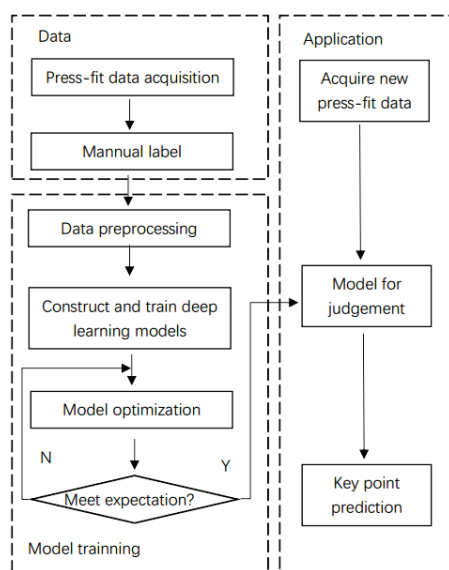 Data
Press-fit data acquisition
Mannual label
Data preprocessing
Construct and train deep
learning models
Model optimization
N
Y
Meet expectation?
Model trainning
Application
Acquire new
press-fit data
Model for
judgement
Key point
prediction